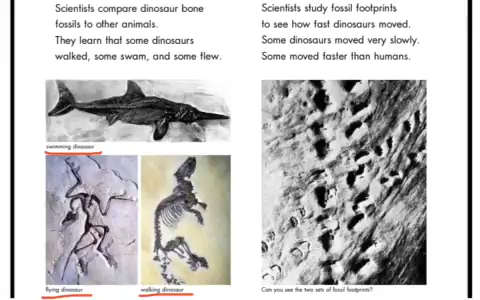 Scientists compare dinosaur bone
fossils to other animals.
They learn that some dinosaurs
walked, some swam, and some flew.
swimming dinosaur
flying dinosaur
walking dinosaur
Scientists study fossil footprints
to see how fast dinosaurs moved.
Some dinosaurs moved very slowly.
Some moved faster than humans.
Can you see the two sets of fossil footprints?